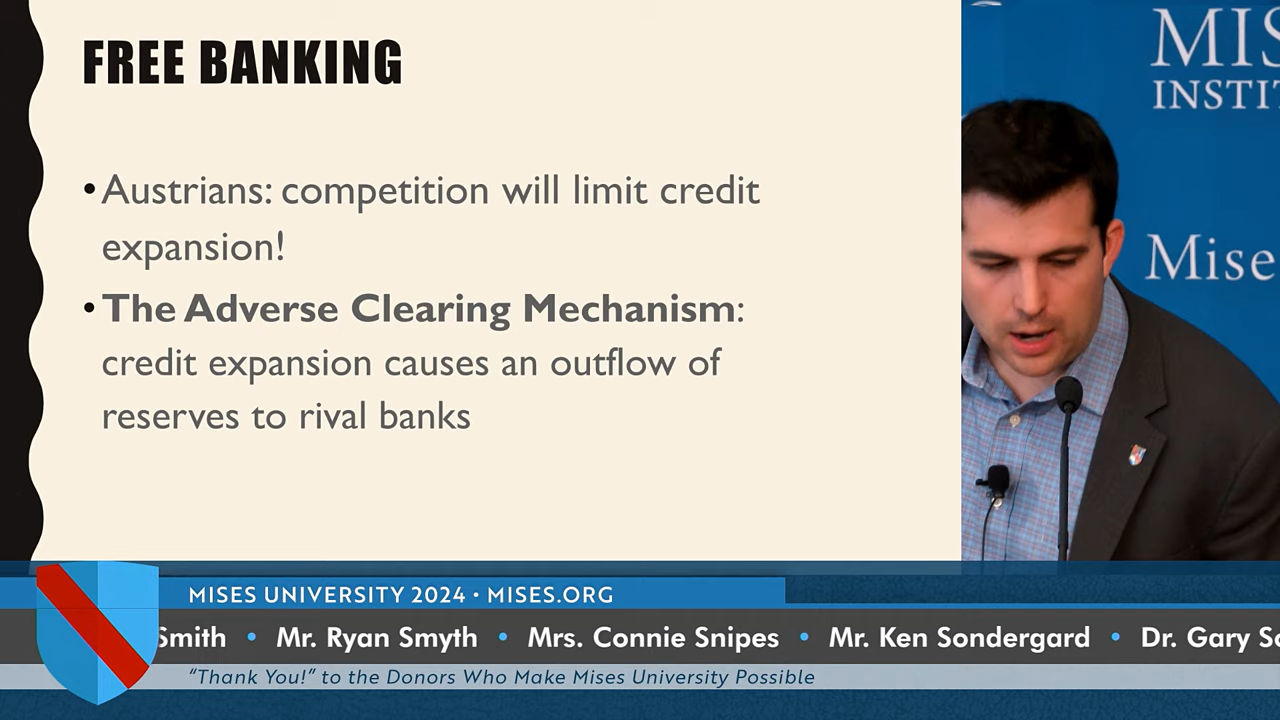 FREE BANKING
•Austrians: competition will limit credit
expansion!
•The Adverse Clearing Mechanism:
credit expansion causes an outflow of
reserves to rival banks
MIS
INSTIT
Mise
MISES UNIVERSITY 2024 • MISES.ORG
Smith • Mr. Ryan Smyth • Mrs. Connie Snipes • Mr. Ken Sondergard • Dr. Gary
"Thank You!" to the Donors Who Make Mises University Possible